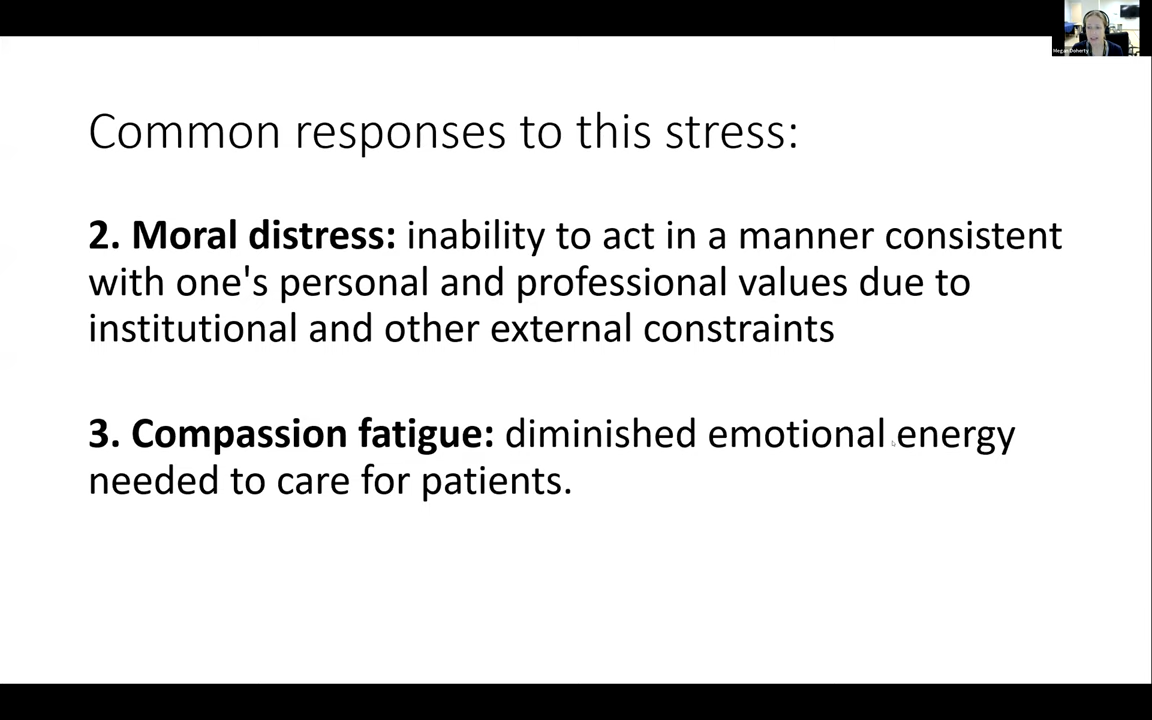 Megan Doherty
Common responses to this stress:
2. Moral distress: inability to act in a manner consistent
with one's personal and professional values due to
institutional and other external constraints
3. Compassion fatigue: diminished emotional energy
needed to care for patients.